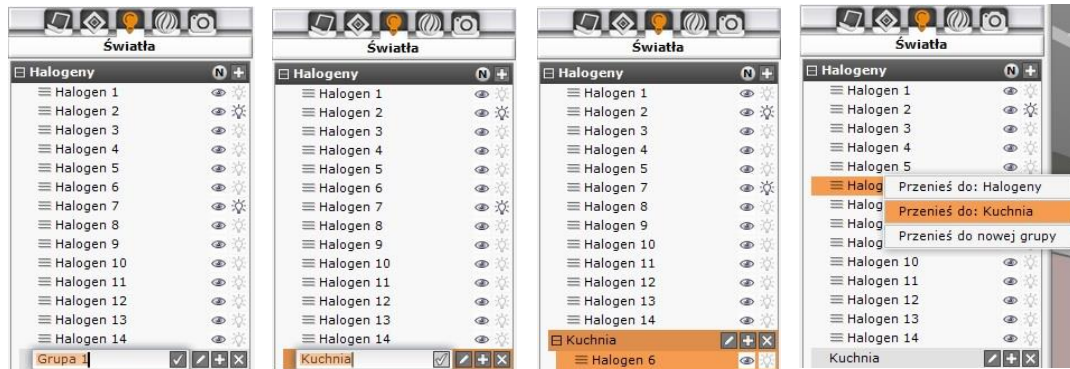 Światła
Halogeny
N
Halogen 1
Halogen 2
Halogen 3
Halogen 4
Halogen 5
Halogen 6
Halogen 7
Halogen 8
Halogen 9
Halogen 10
Halogen 11
Halogen 12
Halogen 13
Halogen 14
Grupa 1
Światła
Halogeny
N
Halogen 1
Halogen 2
Halogen 3
Halogen 4
Halogen 5
Halogen 6
Halogen 7
Halogen 8
Halogen 9
Halogen 10
Halogen 11
Halogen 12
Halogen 13
Halogen 14
Kuchnia
Światła
Halogeny
N
Halogen 1
Halogen 2
Halogen 3
Halogen 4
Halogen 5
Halogen 7
Halogen 8
Halogen 9
Halogen 10
Halogen 11
Halogen 12
Halogen 13
Halogen 14
Kuchnia
Halogen 6
Światła
Halogeny
N
Halogen 1
Halogen 2
Halogen 3
Halogen 4
Halogen 5
Halog
Przenieś do: Halogeny
Halog
Przenieś do: Kuchnia
Halog
Halog
Przenieś do nowej grupy
Halogen 10
Halogen 11
Halogen 12
Halogen 13
Halogen 14
Kuchnia